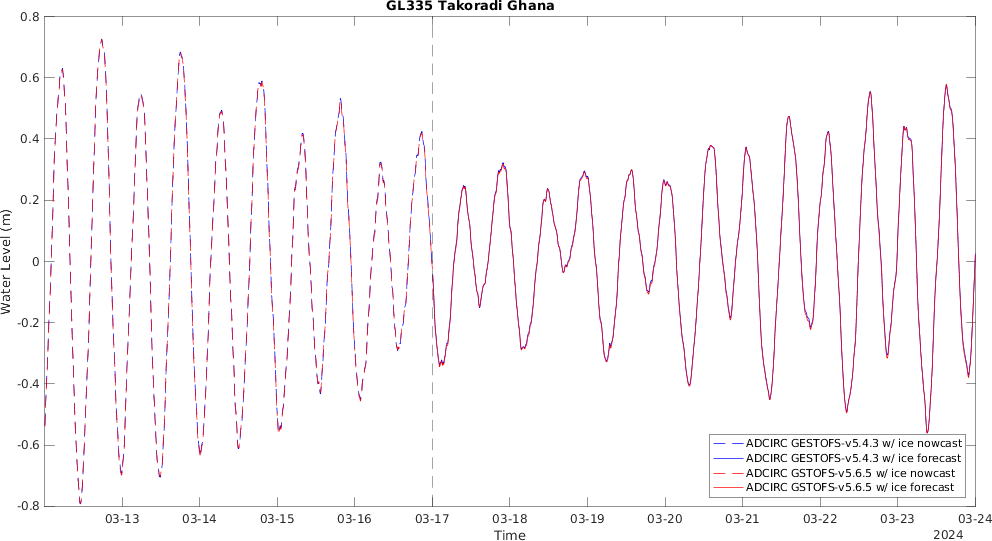 GL335 Takoradi Ghana
0.8
0.6
0.4
0.2
0
-0.2
-0.4
-0.6
-0.8
Water Level (m)
ADCIRC GESTOFS-v5.4.3 w/ ice nowcast
ADCIRC GESTOFS-v5.4.3 w/ ice forecast
ADCIRC GSTOFS-v5.6.5 w/ ice nowcast
ADCIRC GSTOFS-v5.6.5 w/ ice forecast
03-13 03-14 03-15 03-16 03-17 03-18 03-19 03-20 03-21 03-22 03-23 03-24
Time
2024